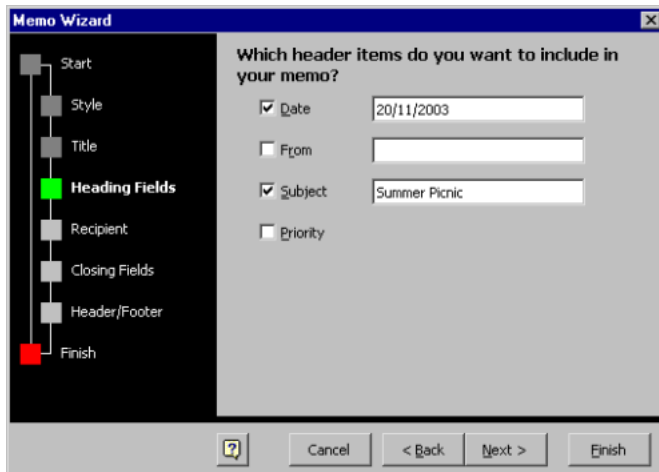 Memo Wizard
Start
Style
Title
Heading Fields
Recipient
Closing Fields
Header/Footer
Finish
Which header items do you want to include in
your memo?
Date 20/11/2003
From
Subject Summer Picnic
Priority
? Cancel < Back Next > Finish